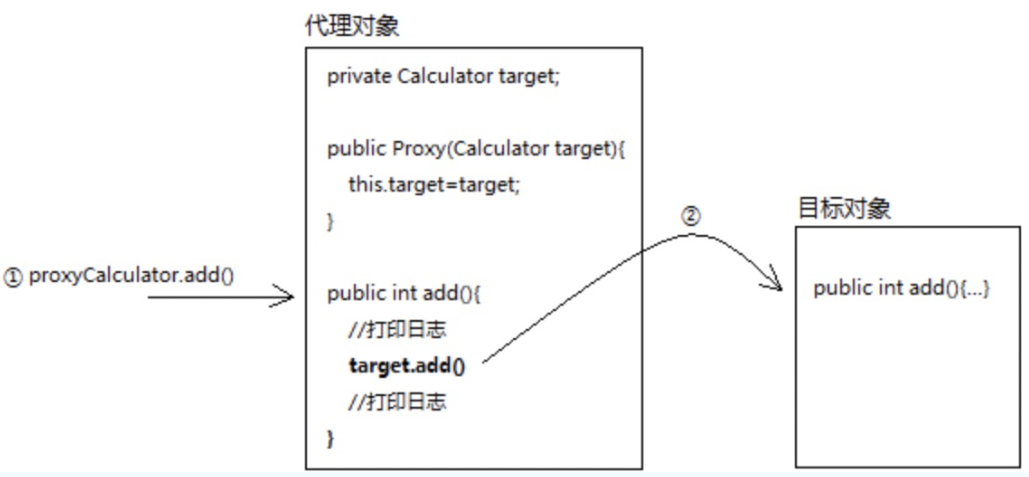 代理对象
private Calculator target;
public Proxy(Calculator target){
this.target=target;
}
② 
目标对象
① proxyCalculator.add()
public int add(){
//打印日志
target.add()
//打印日志
}
public int add(){...}